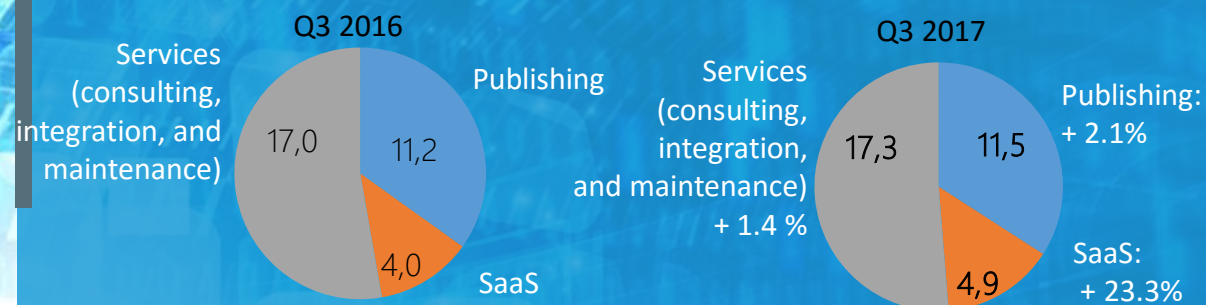 Q3 2016
Services
(consulting,
integration, and
maintenance)
17,0
11,2
4,0
Publishing
SaaS
Q3 2017
Services
(consulting,
integration,
and maintenance)
+ 1.4 %
17,3
11,5
4,9
Publishing:
+ 2.1%
SaaS:
+ 23.3%